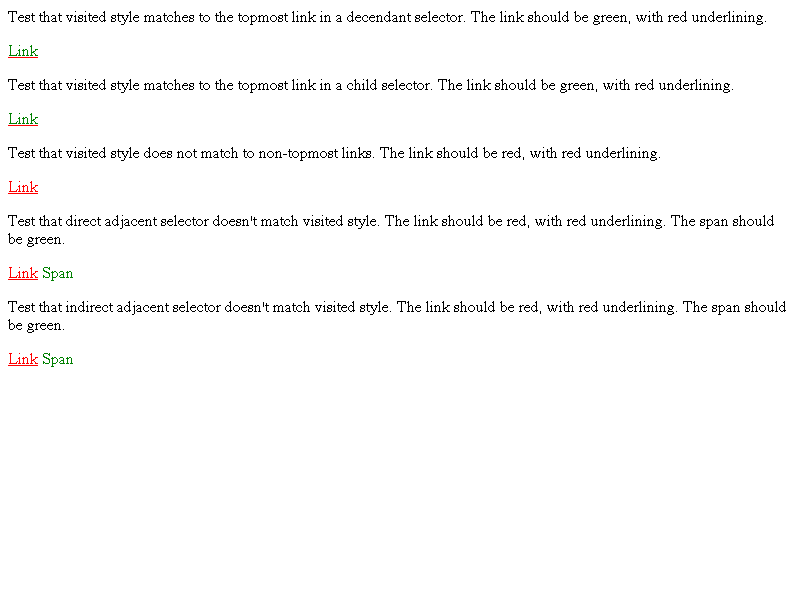 Test that visited style matches to the topmost link in a decendant selector. The link should be green, with red underlining.
Link
Test that visited style matches to the topmost link in a child selector. The link should be green, with red underlining.
Link
Test that visited style does not match to non-topmost links. The link should be red, with red underlining.
Link
Test that direct adjacent selector doesn't match visited style. The link should be red, with red underlining. The span should
be green.
Link Span
Test that indirect adjacent selector doesn't match visited style. The link should be red, with red underlining. The span should
be green.
Link Span